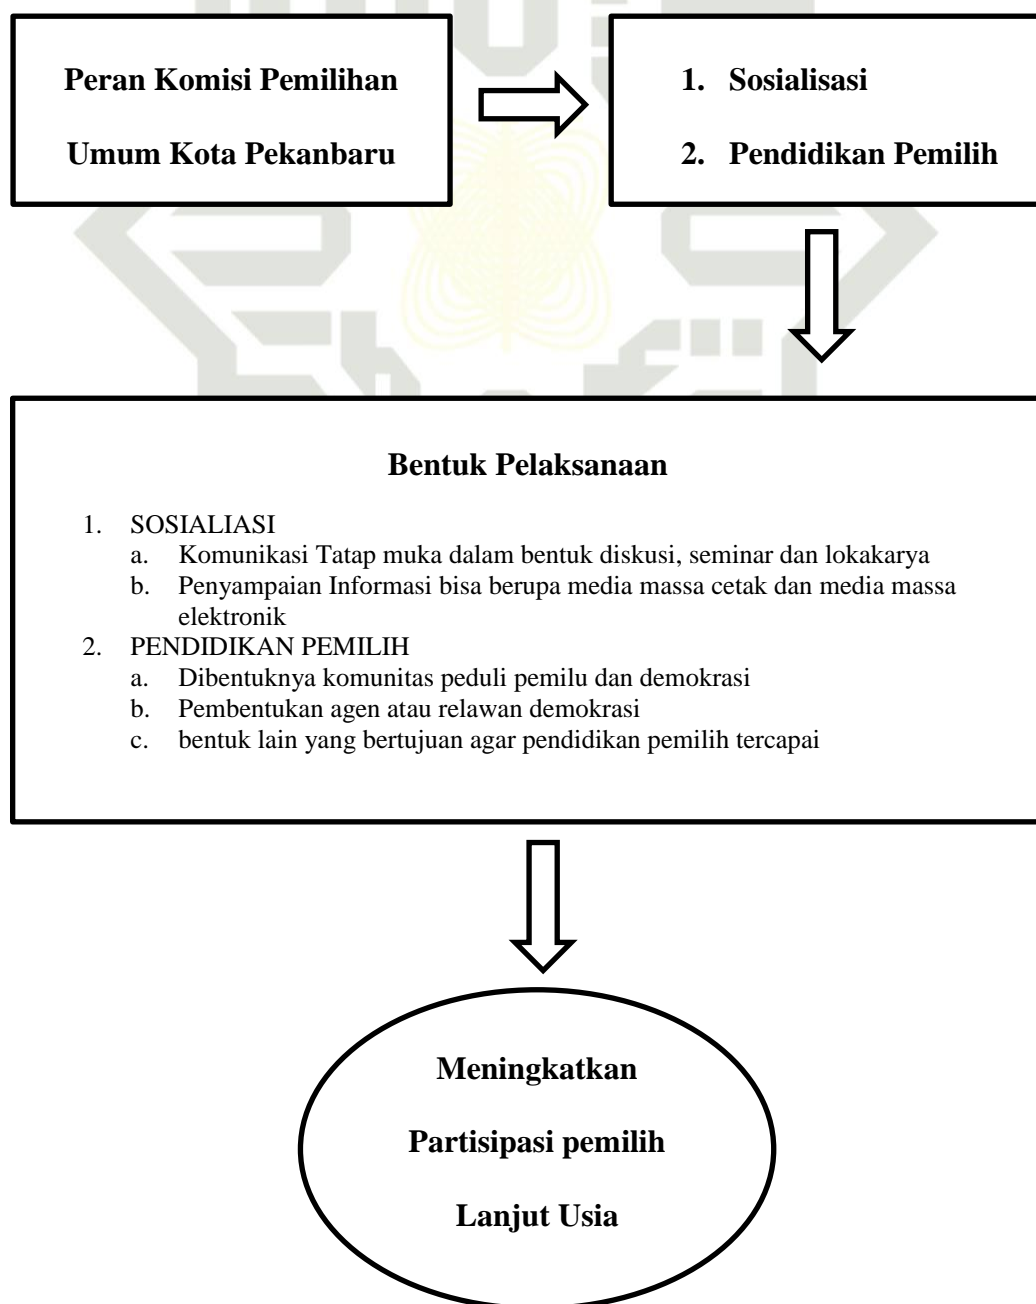 Peran Komisi Pemilihan
Umum Kota Pekanbaru
1. Sosialisasi
2. Pendidikan Pemilih
Bentuk Pelaksanaan
1. SOSIALIASI
a. Komunikasi Tatap muka dalam bentuk diskusi, seminar dan lokakarya
b. Penyampaian Informasi bisa berupa media massa cetak dan media massa
elektronik
2. PENDIDIKAN PEMILIH
a. Dibentuknya komunitas peduli pemilu dan demokrasi
b. Pembentukan agen atau relawan demokrasi
c. bentuk lain yang bertujuan agar pendidikan pemilih tercapai
Meningkatkan
Partisipasi pemilih
Lanjut Usia